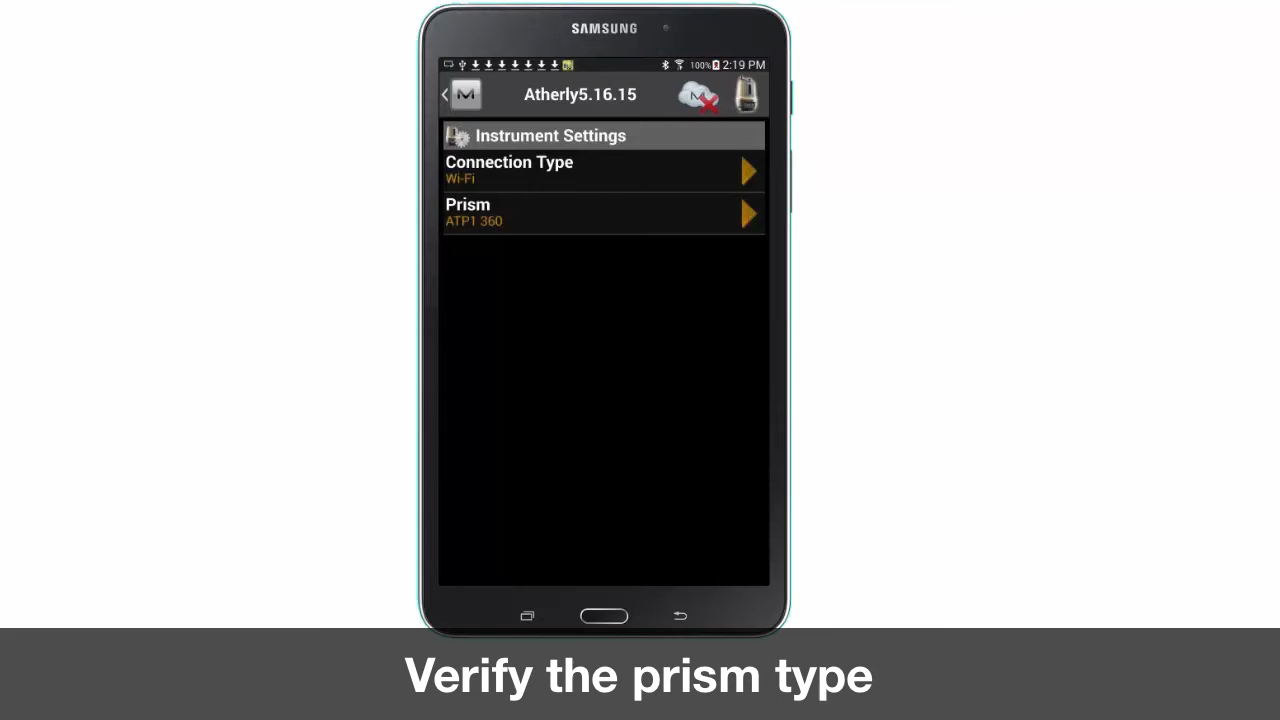 SAMSUNG
100% 2:19 PM
M Atherly5.16.15 M
Instrument Settings
Connection Type
Wi-Fi
Prism
ATP1 360
Verify the prism type